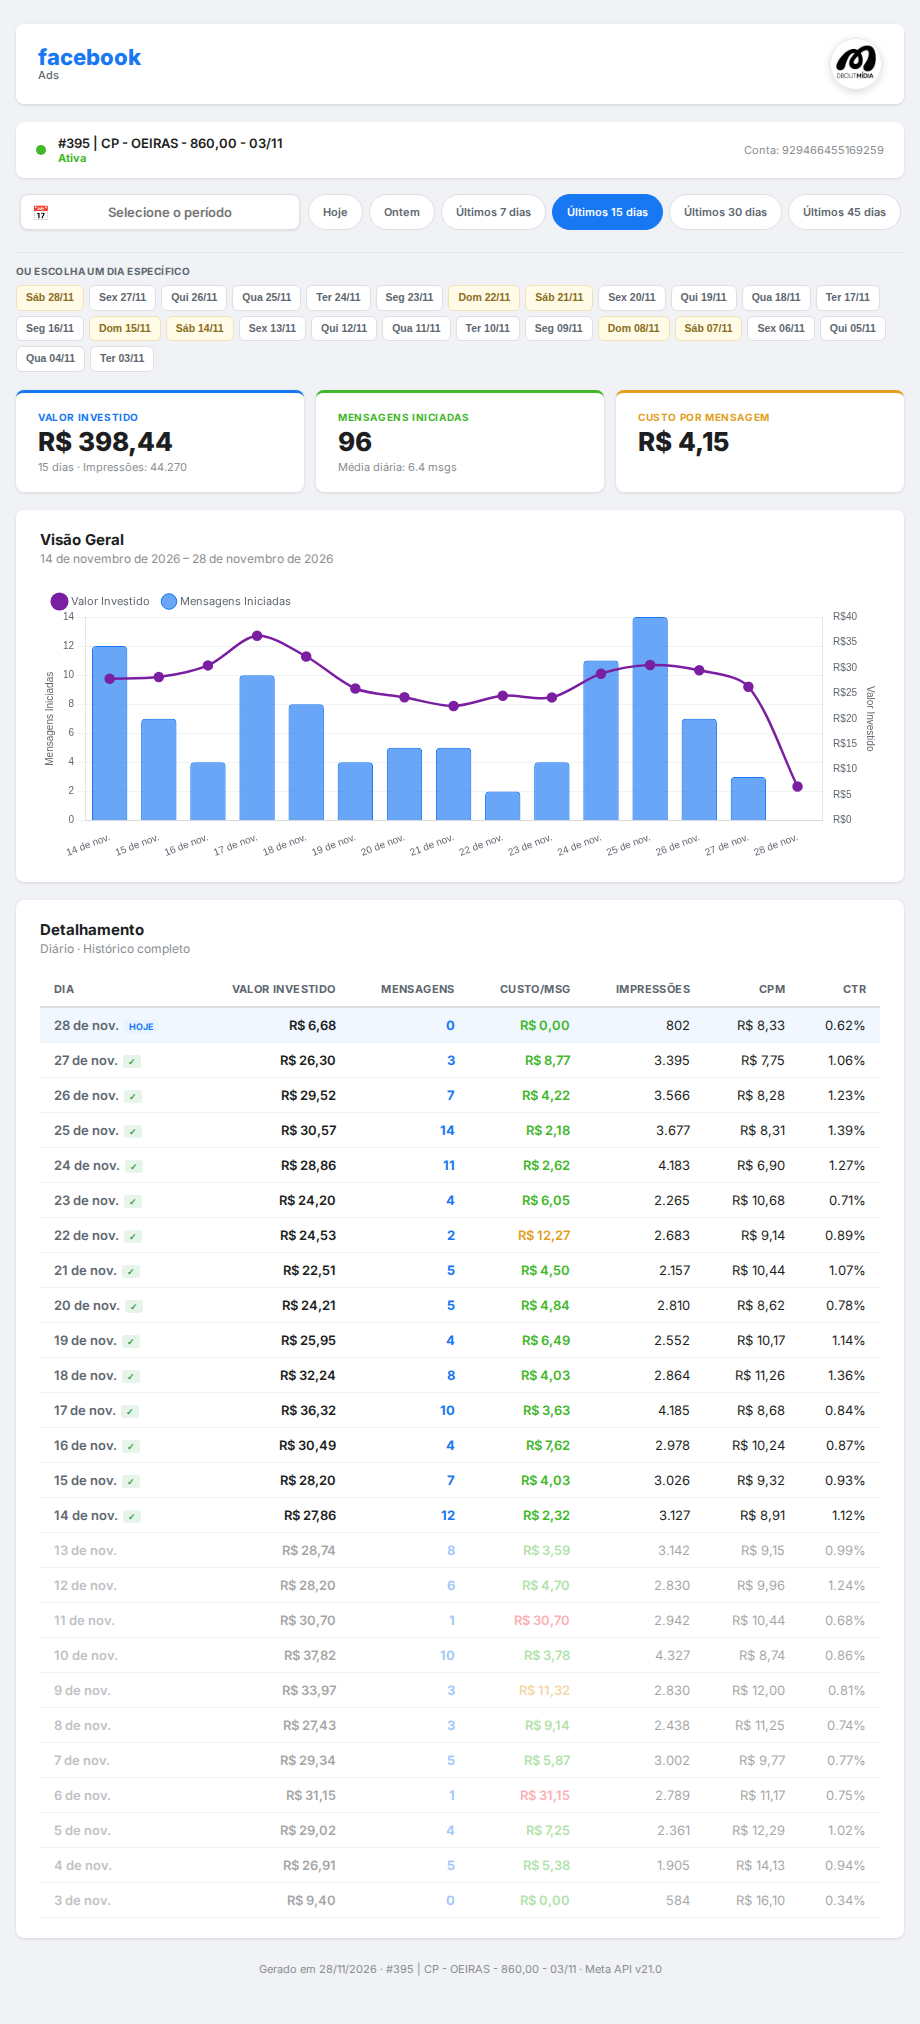 facebook
Ads
DBOUTMÍDIA
#395 | CP - OEIRAS - 860,00 - 03/11
Ativa
Conta: 929466455169259
Selecione o período
Hoje
Ontem
Últimos 7 dias
Últimos 15 dias
Últimos 30 dias
Últimos 45 dias
OU ESCOLHA UM DIA ESPECÍFICO
Sáb 28/11 Sex 27/11 Qui 26/11 Qua 25/11 Ter 24/11 Seg 23/11 Dom 22/11 Sáb 21/11 Sex 20/11 Qui 19/11 Qua 18/11 Ter 17/11
Seg 16/11 Dom 15/11 Sáb 14/11 Sex 13/11 Qui 12/11 Qua 11/11 Ter 10/11 Seg 09/11 Dom 08/11 Sáb 07/11 Sex 06/11 Qui 05/11
Qua 04/11 Ter 03/11
VALOR INVESTIDO
R$ 398,44
15 dias · Impressões: 44.270
MENSAGENS INICIADAS
96
Média diária: 6.4 msgs
CUSTO POR MENSAGEM
R$ 4,15
Visão Geral
14 de novembro de 2026 – 28 de novembro de 2026
Valor Investido Mensagens Iniciadas
14
12
10
8
6
4
2
0
Mensagens Iniciadas
R$40
R$35
R$30
R$25
R$20
R$15
R$10
R$5
R$0
Valor Investido
14 de nov. 15 de nov. 16 de nov. 17 de nov. 18 de nov. 19 de nov. 20 de nov. 21 de nov. 22 de nov. 23 de nov. 24 de nov. 25 de nov. 26 de nov. 27 de nov. 28 de nov.
Detalhamento
Diário · Histórico completo
DIA VALOR INVESTIDO MENSAGENS CUSTO/MSG IMPRESSÕES CPM CTR
28 de nov. HOJE R$ 6,68 0 R$ 0,00 802 R$ 8,33 0.62%
27 de nov. ✓ R$ 26,30 3 R$ 8,77 3.395 R$ 7,75 1.06%
26 de nov. ✓ R$ 29,52 7 R$ 4,22 3.566 R$ 8,28 1.23%
25 de nov. ✓ R$ 30,57 14 R$ 2,18 3.677 R$ 8,31 1.39%
24 de nov. ✓ R$ 28,86 11 R$ 2,62 4.183 R$ 6,90 1.27%
23 de nov. ✓ R$ 24,20 4 R$ 6,05 2.265 R$ 10,68 0.71%
22 de nov. ✓ R$ 24,53 2 R$ 12,27 2.683 R$ 9,14 0.89%
21 de nov. ✓ R$ 22,51 5 R$ 4,50 2.157 R$ 10,44 1.07%
20 de nov. ✓ R$ 24,21 5 R$ 4,84 2.810 R$ 8,62 0.78%
19 de nov. ✓ R$ 25,95 4 R$ 6,49 2.552 R$ 10,17 1.14%
18 de nov. ✓ R$ 32,24 8 R$ 4,03 2.864 R$ 11,26 1.36%
17 de nov. ✓ R$ 36,32 10 R$ 3,63 4.185 R$ 8,68 0.84%
16 de nov. ✓ R$ 30,49 4 R$ 7,62 2.978 R$ 10,24 0.87%
15 de nov. ✓ R$ 28,20 7 R$ 4,03 3.026 R$ 9,32 0.93%
14 de nov. ✓ R$ 27,86 12 R$ 2,32 3.127 R$ 8,91 1.12%
13 de nov. R$ 28,74 8 R$ 3,59 3.142 R$ 9,15 0.99%
12 de nov. R$ 28,20 6 R$ 4,70 2.830 R$ 9,96 1.24%
11 de nov. R$ 30,70 1 R$ 30,70 2.942 R$ 10,44 0.68%
10 de nov. R$ 37,82 10 R$ 3,78 4.327 R$ 8,74 0.86%
9 de nov. R$ 33,97 3 R$ 11,32 2.830 R$ 12,00 0.81%
8 de nov. R$ 27,43 3 R$ 9,14 2.438 R$ 11,25 0.74%
7 de nov. R$ 29,34 5 R$ 5,87 3.002 R$ 9,77 0.77%
6 de nov. R$ 31,15 1 R$ 31,15 2.789 R$ 11,17 0.75%
5 de nov. R$ 29,02 4 R$ 7,25 2.361 R$ 12,29 1.02%
4 de nov. R$ 26,91 5 R$ 5,38 1.905 R$ 14,13 0.94%
3 de nov. R$ 9,40 0 R$ 0,00 584 R$ 16,10 0.34%
Gerado em 28/11/2026 · #395 | CP - OEIRAS - 860,00 - 03/11 · Meta API v21.0